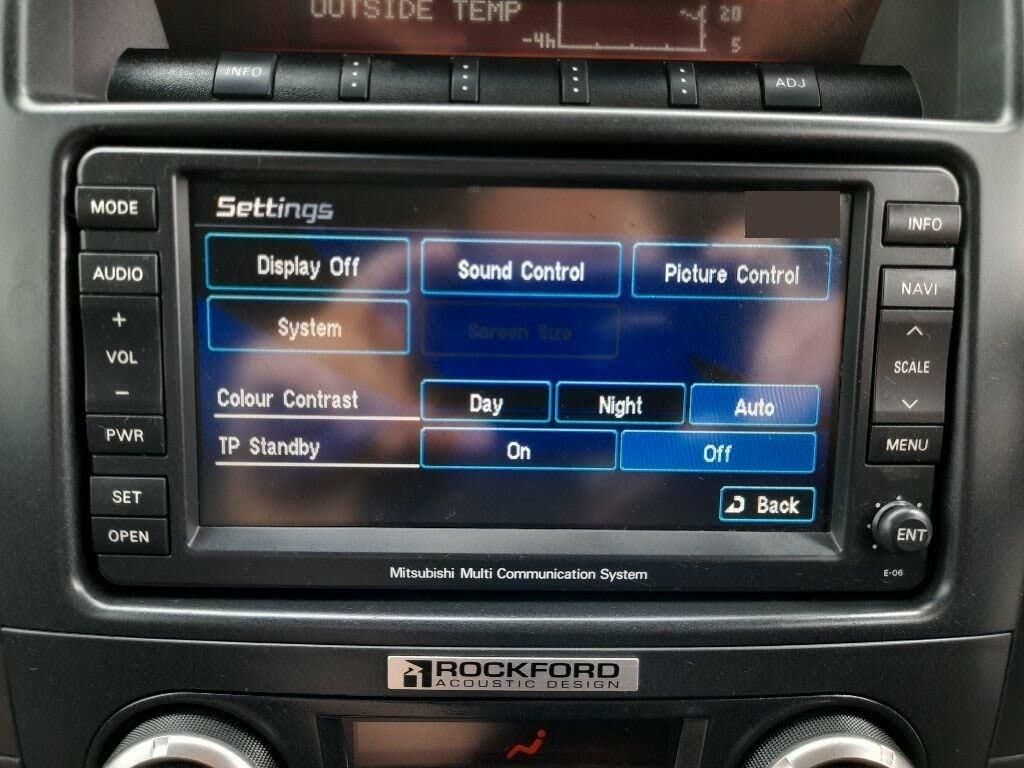 OUTSIDE TEMP
20
-4h
5
INFO
ADJ
MODE
Settings
INFO
Display Off
Sound Control
Picture Control
AUDIO
NAVI
+
VOL
-
System
Screen Size
SCALE
Colour Contrast
Day
Night
Auto
PWR
TP Standby
On
Off
MENU
SET
Back
OPEN
ENT
Mitsubishi Multi Communication System
E-06
ROCKFORD
ACOUSTIC DESIGN